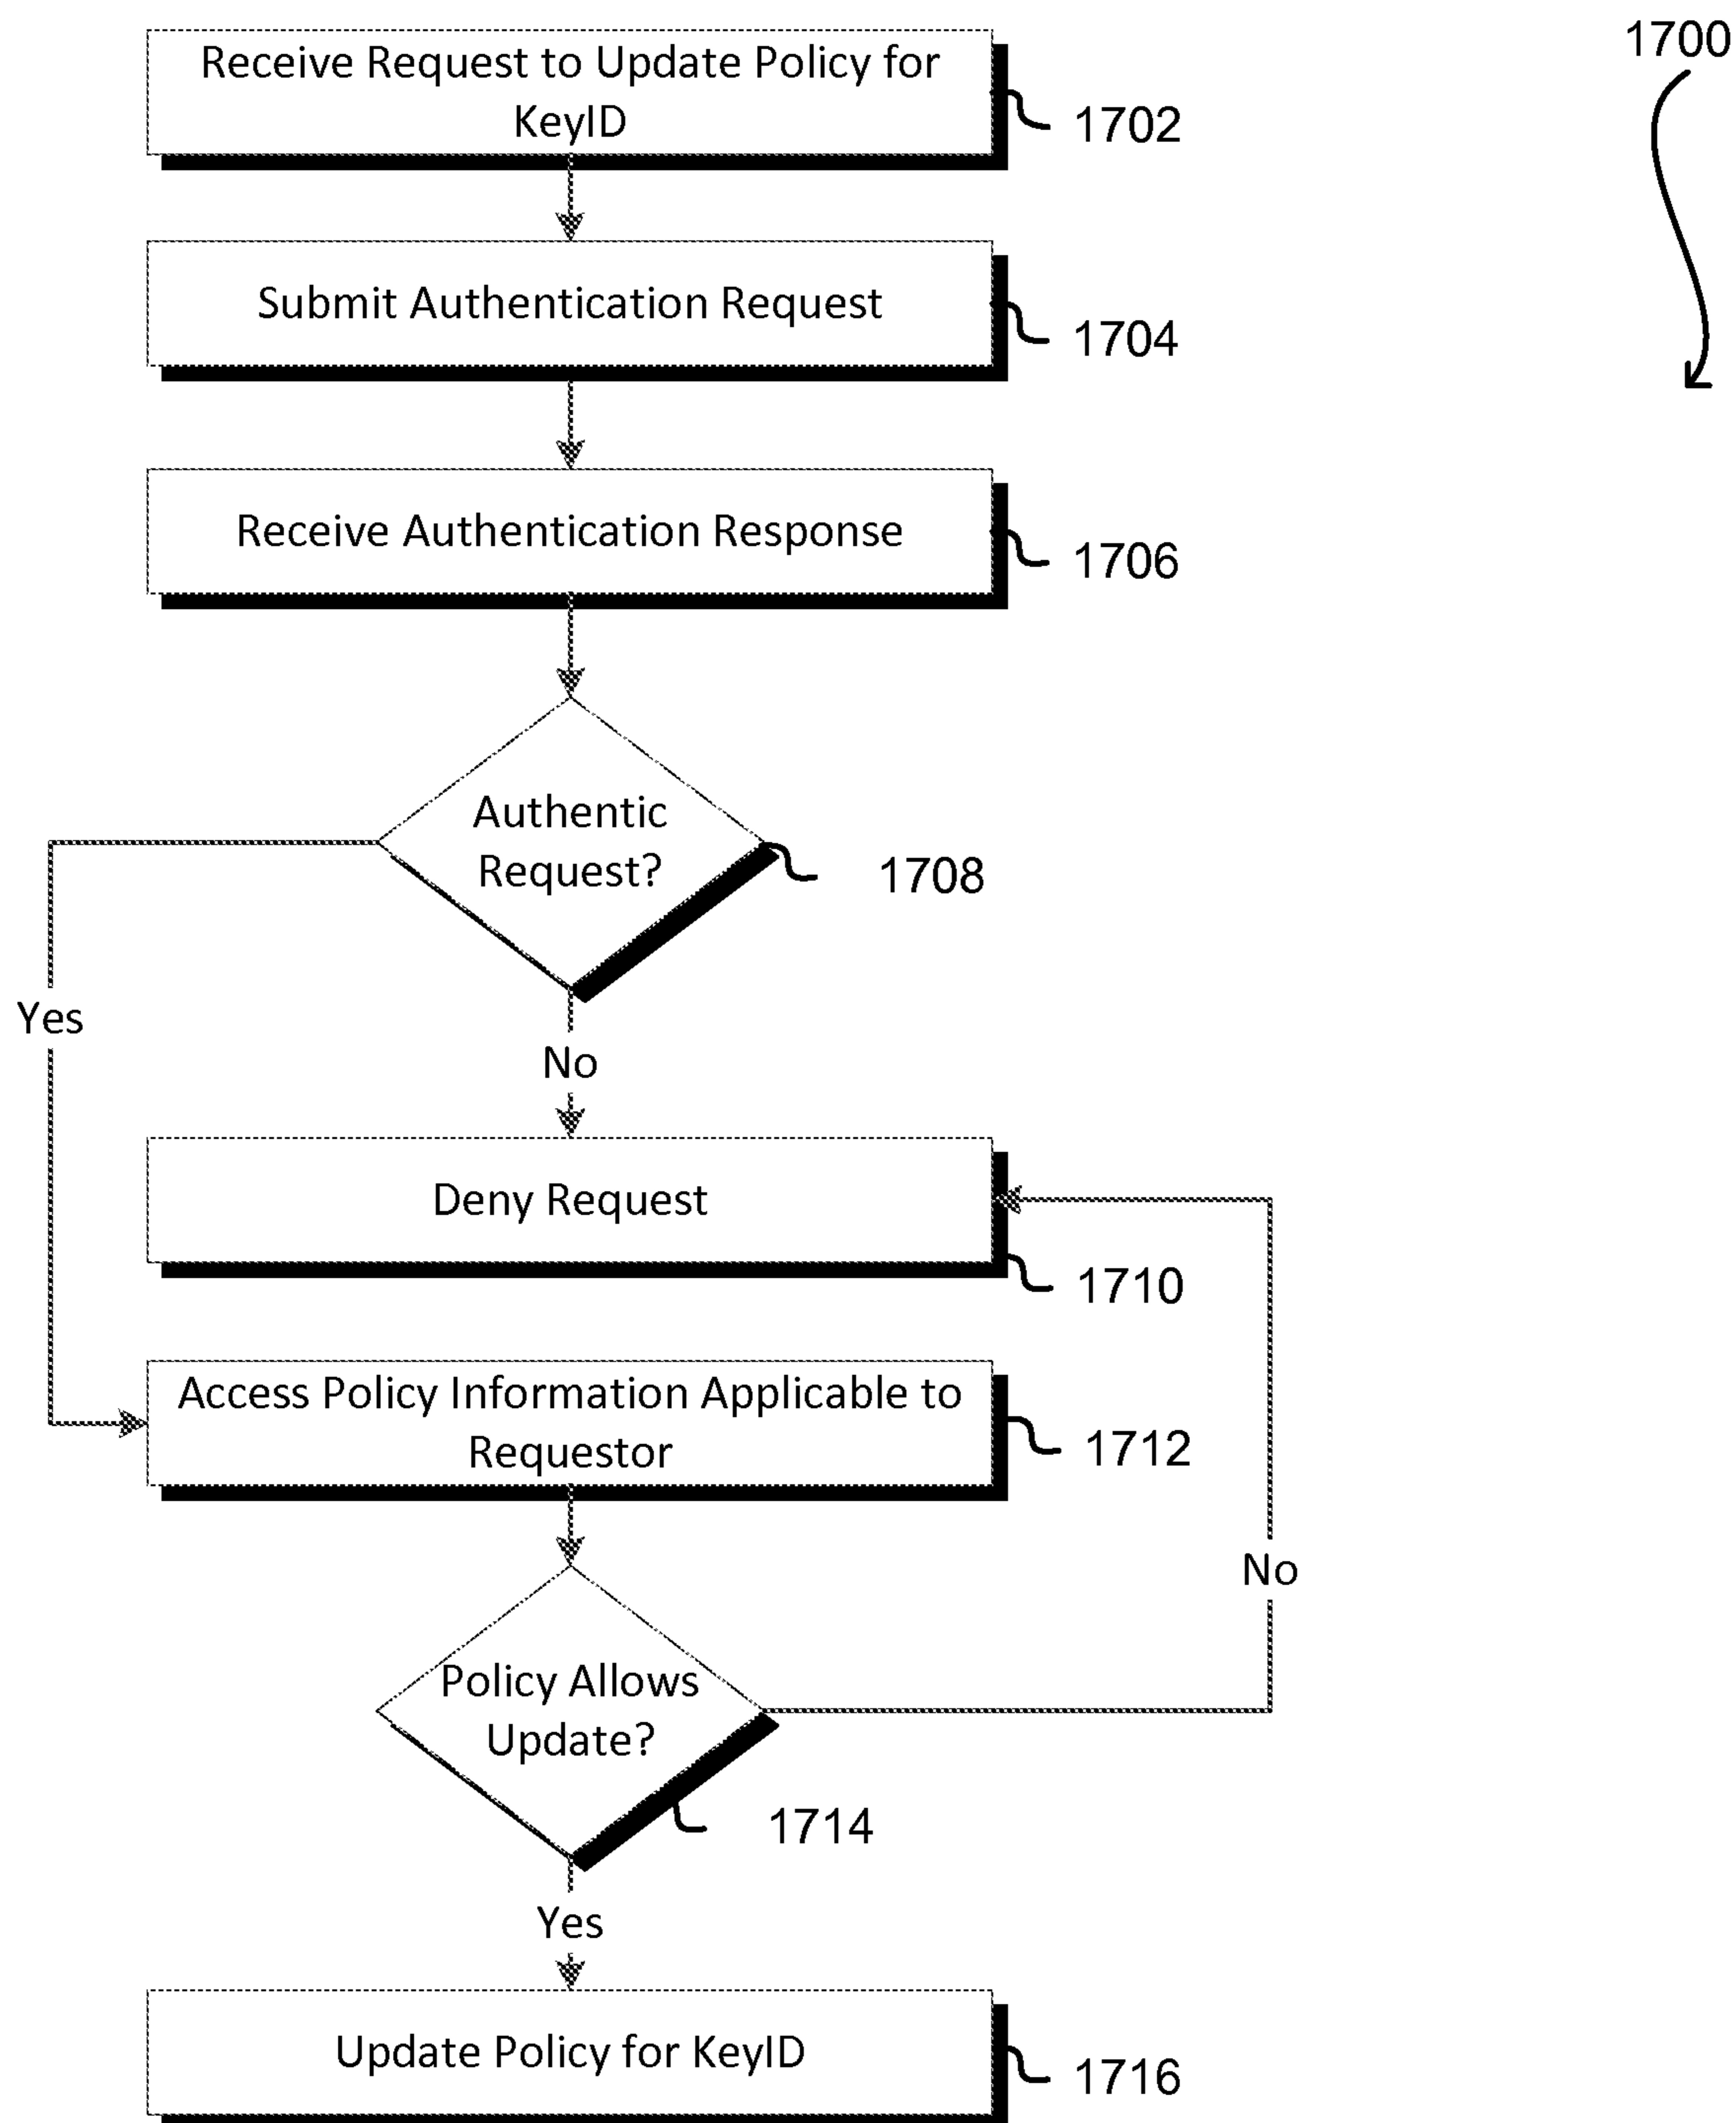 1700
Receive Request to Update Policy for
KeyID
1702
Submit Authentication Request
1704
Receive Authentication Response
1706
Authentic
Request?
1708
Yes
No
Deny Request
1710
Access Policy Information Applicable to
Requestor
1712
No
Policy Allows
Update?
1714
Yes
Update Policy for KeyID
1716